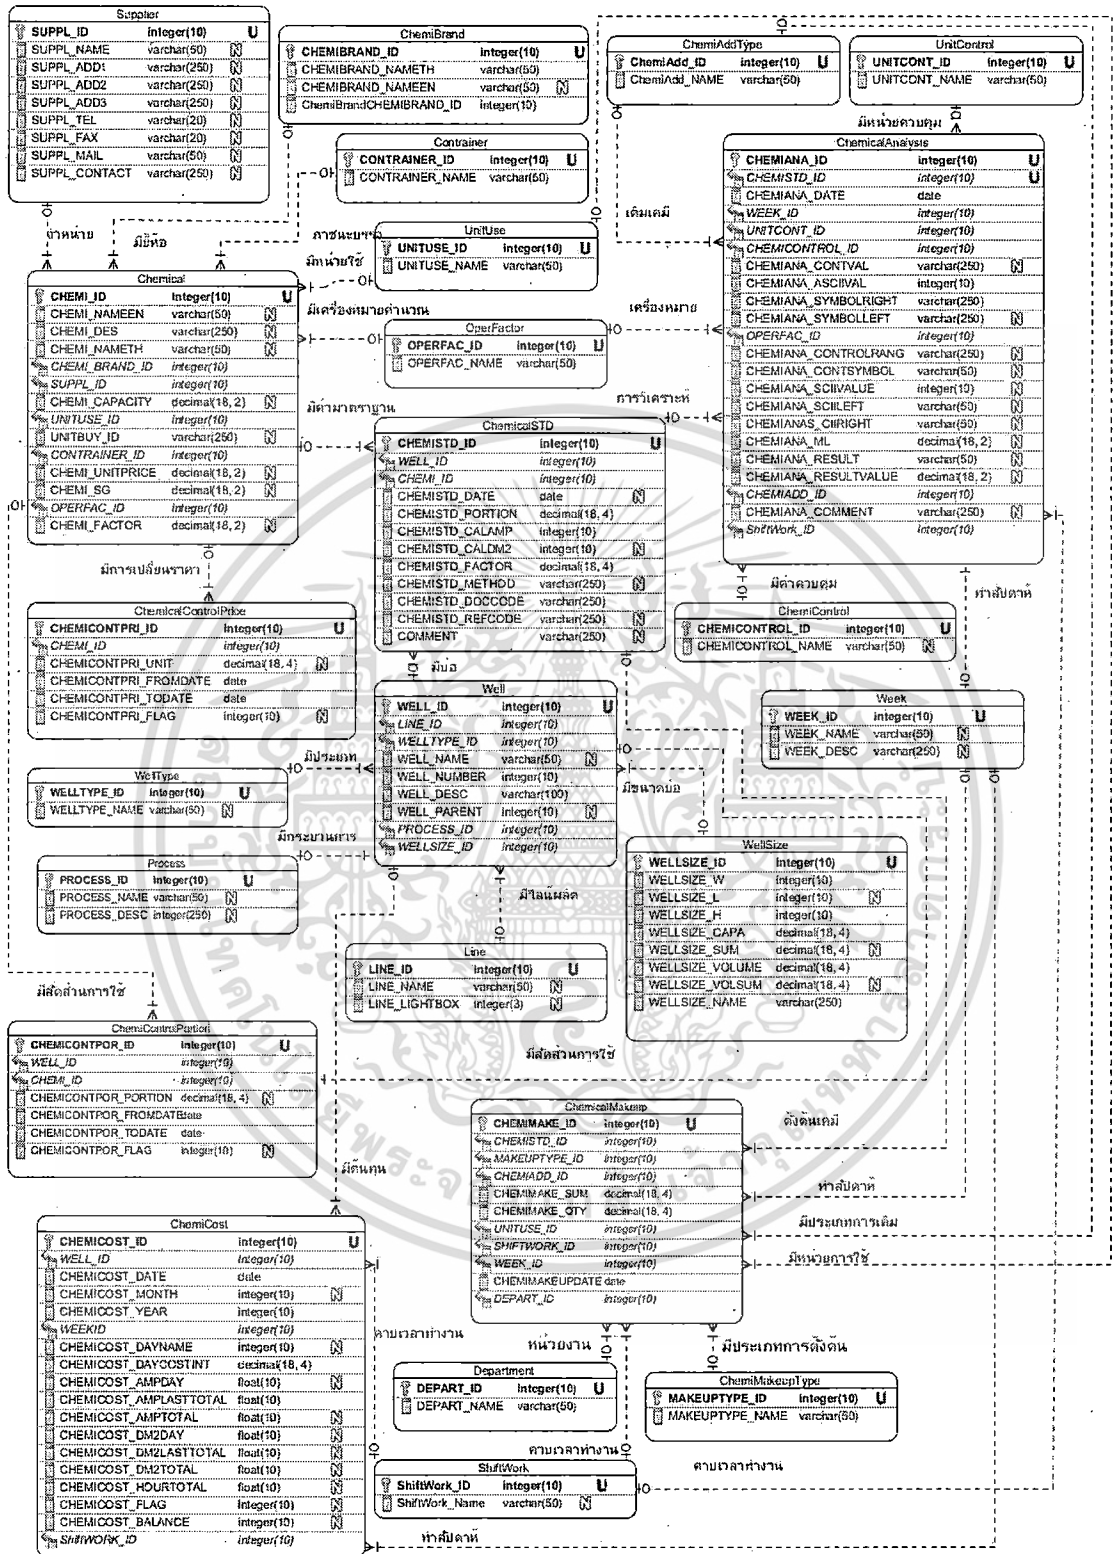 Supplier
SUPPL_ID integer(10) U
SUPPL_NAME varchar(50) N
SUPPL_ADD1 varchar(250) N
SUPPL_ADD2 varchar(250) N
SUPPL_ADD3 varchar(250) N
SUPPL_TEL varchar(20) N
SUPPL_FAX varchar(20) N
SUPPL_MAIL varchar(50) N
SUPPL_CONTACT varchar(250) N
ChemiBrand
CHEMIBRAND_ID integer(10) U
CHEMIBRAND_NAMETH varchar(50)
CHEMIBRAND_NAMEEN varchar(50) N
ChemiBrandCHEMIBRAND_ID integer(10)
ChemiAddType
ChemiAdd_ID integer(10) U
ChemiAdd_NAME varchar(50)
UnitControl
UNITCONT_ID integer(10) U
UNITCONT_NAME varchar(50)
มีหน่วยควบคุม
Contrainer
CONTRAINER_ID integer(10) U
CONTRAINER_NAME varchar(50)
ChemicalAnalysis
CHEMIANA_ID integer(10) U
CHEMISTD_ID integer(10) U
CHEMIANA_DATE date
WEEK_ID integer(10)
UNITCONT_ID integer(10)
CHEMICONTROL_ID integer(10)
CHEMIANA_CONTVAL varchar(250) N
CHEMIANA_ASCIIVAL integer(10)
CHEMIANA_SYMBOLRIGHT varchar(250)
CHEMIANA_SYMBOLLEFT varchar(250) N
OPERFAC_ID integer(10)
CHEMIANA_CONTROLRANG varchar(250) N
CHEMIANA_CONTSYMBOL varchar(50) N
CHEMIANA_SCIIVALUE integer(10) N
CHEMIANA_SCIILEFT varchar(50) N
CHEMIANAS_CIIRIGHT varchar(50) N
CHEMIANA_ML decimal(18,2) N
CHEMIANA_RESULT varchar(50) N
CHEMIANA_RESULTVALUE decimal(18,2) N
CHEMIADD_ID integer(10)
CHEMIANA_COMMENT varchar(250) N
ShiftWork_ID integer(10)
จำหน่าย
มียี่ห้อ
ภาชนะบรรจุ
เติมเคมี
UnitUse
UNITUSE_ID integer(10) U
UNITUSE_NAME varchar(50)
มีหน่วยใช้
Chemical
CHEMI_ID integer(10) U
CHEMI_NAMEEN varchar(50) N
CHEMI_DES varchar(250) N
CHEMI_NAMETH varchar(50) N
CHEMI_BRAND_ID integer(10)
SUPPL_ID integer(10)
CHEMI_CAPACITY decimal(18,2) N
UNITUSE_ID integer(10)
UNITBUY_ID varchar(250) N
CONTRAINER_ID integer(10)
CHEMI_UNITPRICE decimal(18,2) N
CHEMI_SG decimal(18,2) N
OPERFAC_ID integer(10)
CHEMI_FACTOR decimal(18,2) N
มีเครื่องหมายคำนวณ
เครื่องหมาย
OperFactor
OPERFAC_ID integer(10) U
OPERFAC_NAME varchar(50)
มีค่ามาตราฐาน
การวิเคราะห์
ChemicalSTD
CHEMISTD_ID integer(10) U
WELL_ID integer(10)
CHEMI_ID integer(10)
CHEMISTD_DATE date N
CHEMISTD_PORTION decimal(18,4)
CHEMISTD_CALAMP integer(10)
CHEMISTD_CALDM2 integer(10) N
CHEMISTD_FACTOR decimal(18,4)
CHEMISTD_METHOD varchar(250) N
CHEMISTD_DOCCODE varchar(250)
CHEMISTD_REFCODE varchar(250) N
COMMENT varchar(250) N
มีการเปลี่ยนราคา
มีค่าควบคุม
ทำสัปดาห์
ChemicalControlPrice
CHEMICONTPRI_ID integer(10) U
CHEMI_ID integer(10)
CHEMICONTPRI_UNIT decimal(18,4) N
CHEMICONTPRI_FROMDATE date
CHEMICONTPRI_TODATE date
CHEMICONTPRI_FLAG integer(10) N
ChemiControl
CHEMICONTROL_ID integer(10) U
CHEMICONTROL_NAME varchar(50) N
มีบ่อ
Well
WELL_ID integer(10) U
LINE_ID integer(10)
WELLTYPE_ID integer(10)
WELL_NAME varchar(50) N
WELL_NUMBER integer(10)
WELL_DESC varchar(100)
WELL_PARENT integer(10) N
PROCESS_ID integer(10)
WELLSIZE_ID integer(10)
Week
WEEK_ID integer(10) U
WEEK_NAME varchar(50) N
WEEK_DESC varchar(250) N
มีประเภท
มีขนาดบ่อ
WellType
WELLTYPE_ID integer(10) U
WELLTYPE_NAME varchar(50) N
มีกระบวนการ
Process
PROCESS_ID integer(10) U
PROCESS_NAME varchar(50) N
PROCESS_DESC integer(250) N
WellSize
WELLSIZE_ID integer(10) U
WELLSIZE_W integer(10)
WELLSIZE_L integer(10) N
WELLSIZE_H integer(10)
WELLSIZE_CAPA decimal(18,4)
WELLSIZE_SUM decimal(18,4) N
WELLSIZE_VOLUME decimal(18,4)
WELLSIZE_VOLSUM decimal(18,4) N
WELLSIZE_NAME varchar(250)
มีไลน์ผลิต
Line
LINE_ID integer(10) U
LINE_NAME varchar(50) N
LINE_LIGHTBOX integer(3) N
มีสัดส่วนการใช้
ChemiControlPortion
CHEMICONTPOR_ID integer(10) U
WELL_ID integer(10)
CHEMI_ID integer(10)
CHEMICONTPOR_PORTION decimal(18,4) N
CHEMICONTPOR_FROMDATE date
CHEMICONTPOR_TODATE date
CHEMICONTPOR_FLAG integer(10) N
มีสัดส่วนการใช้
ChemicalMakeup
CHEMIMAKE_ID integer(10) U
CHEMISTD_ID integer(10)
MAKEUPTYPE_ID integer(10)
CHEMIADD_ID integer(10)
CHEMIMAKE_SUM decimal(18,4)
CHEMIMAKE_QTY decimal(18,4)
UNITUSE_ID integer(10)
SHIFTWORK_ID integer(10)
WEEK_ID integer(10)
CHEMIMAKEUPDATE date
DEPART_ID integer(10)
ตั้งต้นเคมี
ทำสัปดาห์
มีประเภทการเติม
มีหน่วยการใช้
มีต้นทุน
ChemiCost
CHEMICOST_ID integer(10) U
WELL_ID integer(10)
CHEMICOST_DATE date
CHEMICOST_MONTH integer(10) N
CHEMICOST_YEAR integer(10)
WEEKID integer(10)
CHEMICOST_DAYNAME integer(10) N
CHEMICOST_DAYCOSTINT decimal(18,4)
CHEMICOST_AMPDAY float(10) N
CHEMICOST_AMPLASTTOTAL float(10)
CHEMICOST_AMPTOTAL float(10) N
CHEMICOST_DM2DAY float(10) N
CHEMICOST_DM2LASTTOTAL float(10) N
CHEMICOST_DM2TOTAL float(10) N
CHEMICOST_HOURTOTAL float(10) N
CHEMICOST_FLAG integer(10) N
CHEMICOST_BALANCE integer(10) N
ShiftWORK_ID integer(10)
คาบเวลาทำงาน
หน่วยงาน
มีประเภทการตั้งต้น
Department
DEPART_ID integer(10) U
DEPART_NAME varchar(50)
ChemiMakeupType
MAKEUPTYPE_ID integer(10) U
MAKEUPTYPE_NAME varchar(50)
คาบเวลาทำงาน
คาบเวลาทำงาน
ShiftWork
ShiftWork_ID integer(10) U
ShiftWork_Name varchar(50) N
ทำสัปดาห์